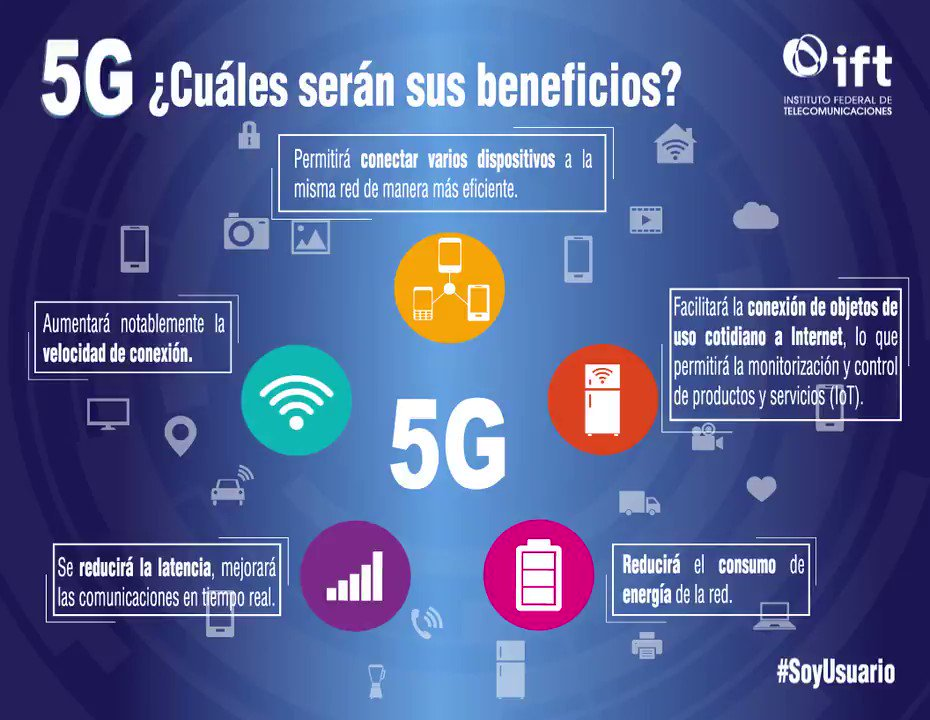 5G ¿Cuáles serán sus beneficios?
ift
INSTITUTO FEDERAL DE
TELECOMUNICACIONES
Permitirá conectar varios dispositivos a la
misma red de manera más eficiente.
Aumentará notablemente la
velocidad de conexión.
Facilitará la conexión de objetos de
uso cotidiano a Internet, lo que
permitirá la monitorización y control
de productos y servicios (IoT).
5G
Se reducirá la latencia, mejorará
las comunicaciones en tiempo real.
Reducirá el consumo de
energía de la red.
#SoyUsuario